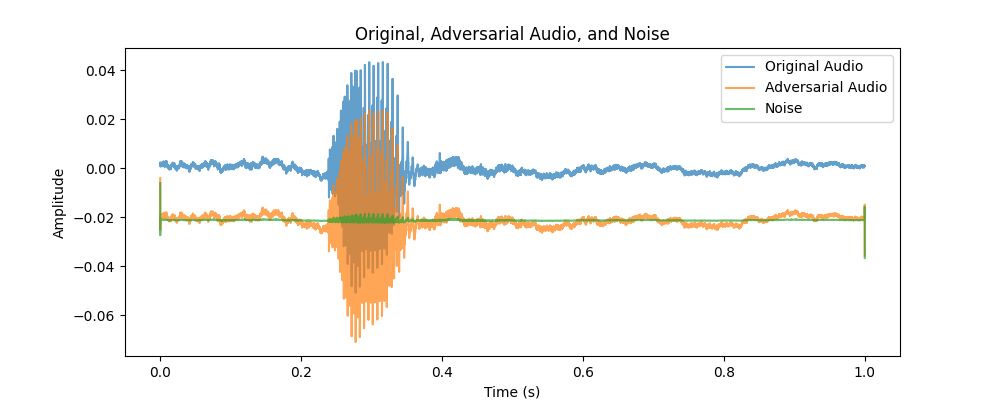 Original, Adversarial Audio, and Noise
Original Audio
Adversarial Audio
Noise
Amplitude
0.04
0.02
0.00
−0.02
−0.04
−0.06
0.0 0.2 0.4 0.6 0.8 1.0
Time (s)